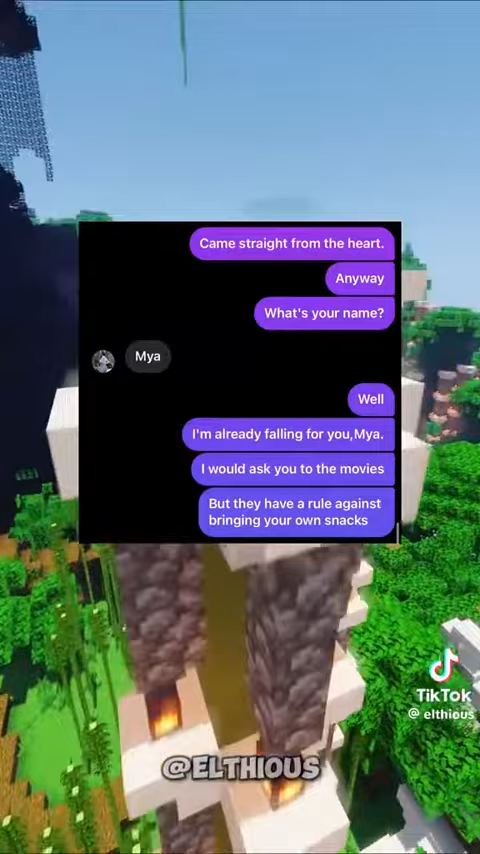 Came straight from the heart.
Anyway
What's your name?
Mya
Well
I'm already falling for you,Mya.
I would ask you to the movies
But they have a rule against
bringing your own snacks
TikTok
@ elthious
@ELTHIOUS